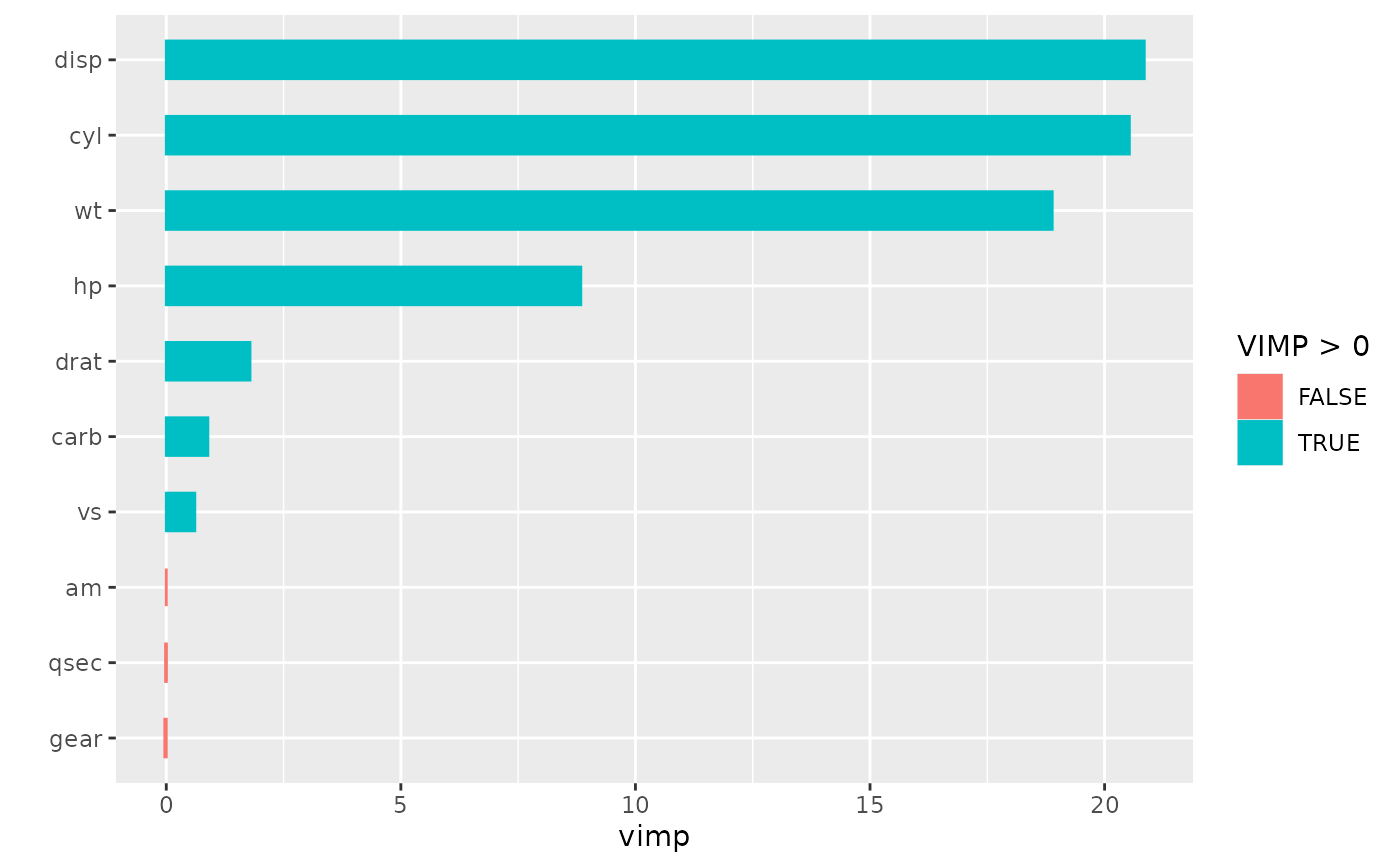 disp
cyl
wt
hp
drat
carb
vs
am
qsec
gear
0 5 10 15 20
vimp
VIMP > 0
FALSE
TRUE